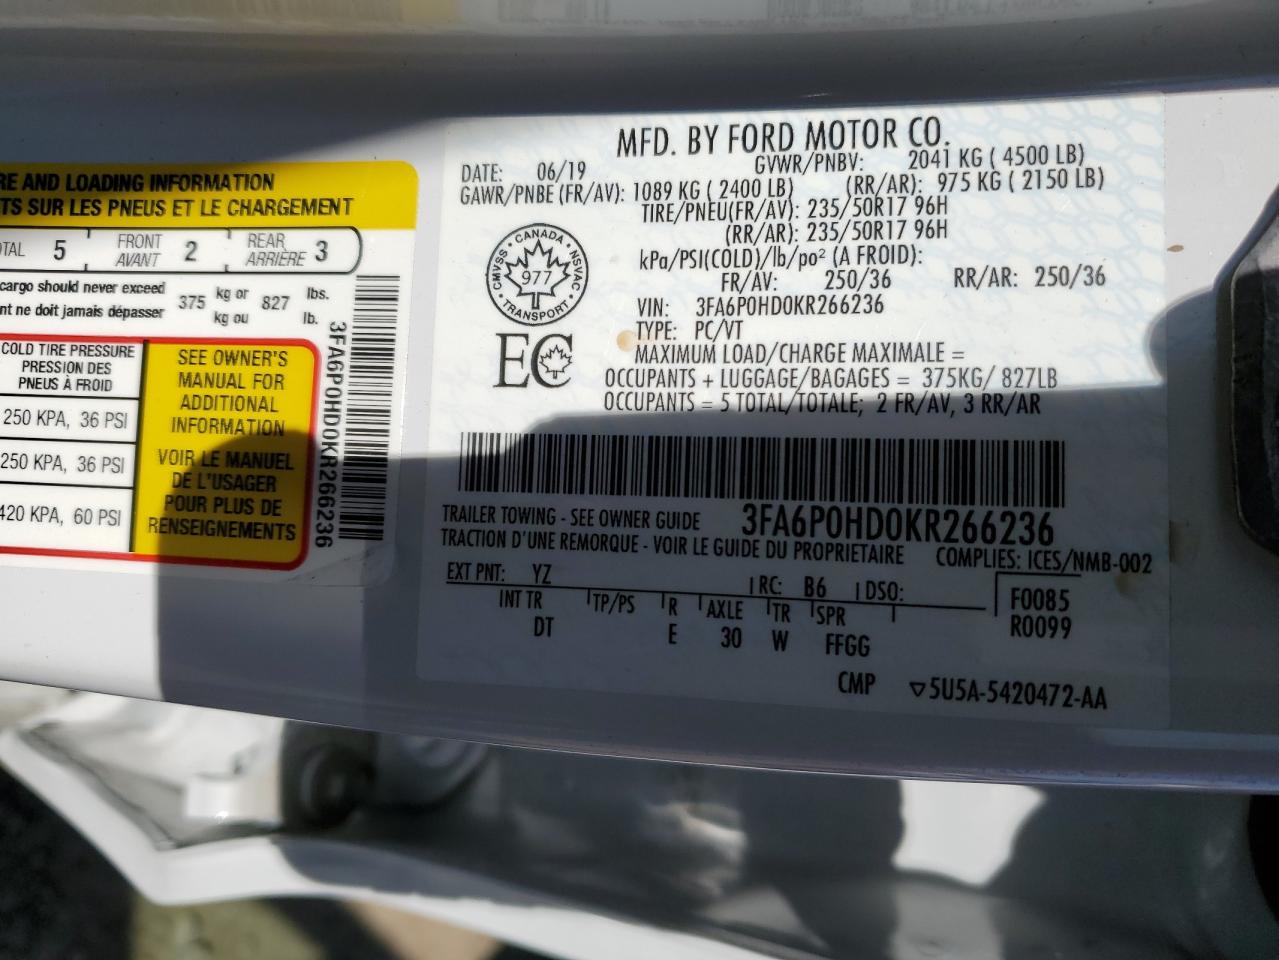 RE AND LOADING INFORMATION
TS SUR LES PNEUS ET LE CHARGEMENT
OTAL 5 FRONT AVANT 2 REAR ARRIÈRE 3
cargo should never exceed 375 kg or 827 lbs.
nt ne doit jamais dépasser kg ou lb.
COLD TIRE PRESSURE
PRESSION DES
PNEUS À FROID
250 KPA, 36 PSI
250 KPA, 36 PSI
420 KPA, 60 PSI
SEE OWNER'S
MANUAL FOR
ADDITIONAL
INFORMATION
VOIR LE MANUEL
DE L'USAGER
POUR PLUS DE
RENSEIGNEMENTS
3FA6P0HD0KR266236
MFD. BY FORD MOTOR CO.
DATE: 06/19 GVWR/PNBV: 2041 KG ( 4500 LB)
GAWR/PNBE (FR/AV): 1089 KG ( 2400 LB) (RR/AR): 975 KG ( 2150 LB)
TIRE/PNEU(FR/AV): 235/50R17 96H
(RR/AR): 235/50R17 96H
kPa/PSI(COLD)/lb/po² (A FROID):
FR/AV: 250/36 RR/AR: 250/36
VIN: 3FA6P0HD0KR266236
TYPE: PC/VT
CANADA
CMVSS NSVAC
977
TRANSPORT
EC
MAXIMUM LOAD/CHARGE MAXIMALE =
OCCUPANTS + LUGGAGE/BAGAGES = 375KG/ 827LB
OCCUPANTS = 5 TOTAL/TOTALE; 2 FR/AV, 3 RR/AR
TRAILER TOWING - SEE OWNER GUIDE 3FA6P0HD0KR266236
TRACTION D'UNE REMORQUE - VOIR LE GUIDE DU PROPRIETAIRE COMPLIES: ICES/NMB-002
EXT PNT: YZ RC: B6 DSO:
INT TR TP/PS R AXLE TR SPR F0085
DT E 30 W FFGG R0099
CMP ▽5U5A-5420472-AA